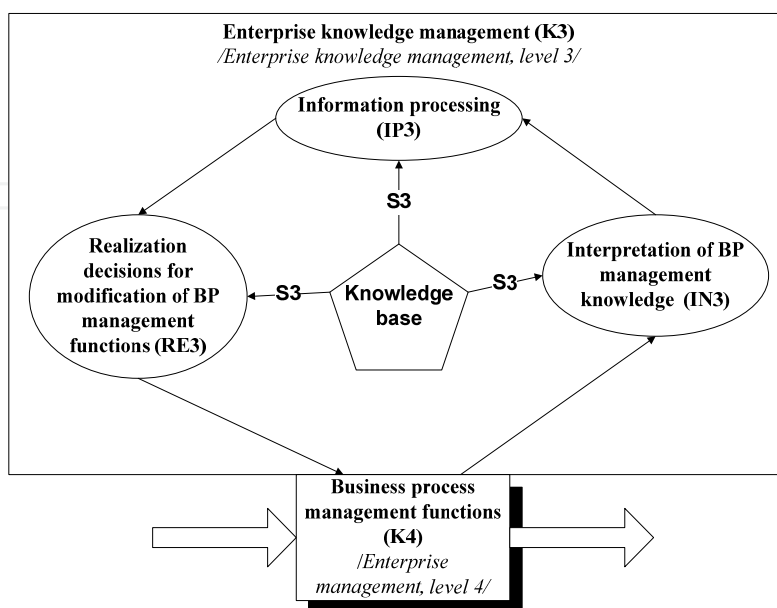 Enterprise knowledge management (K3)
/Enterprise knowledge management, level 3/
Information processing
(IP3)
S3
Realization
decisions for
modification of BP
management
functions (RE3)
S3
Knowledge
base
S3
Interpretation of BP
management
knowledge (IN3)
Business process
management functions
(K4)
/Enterprise
management, level 4/